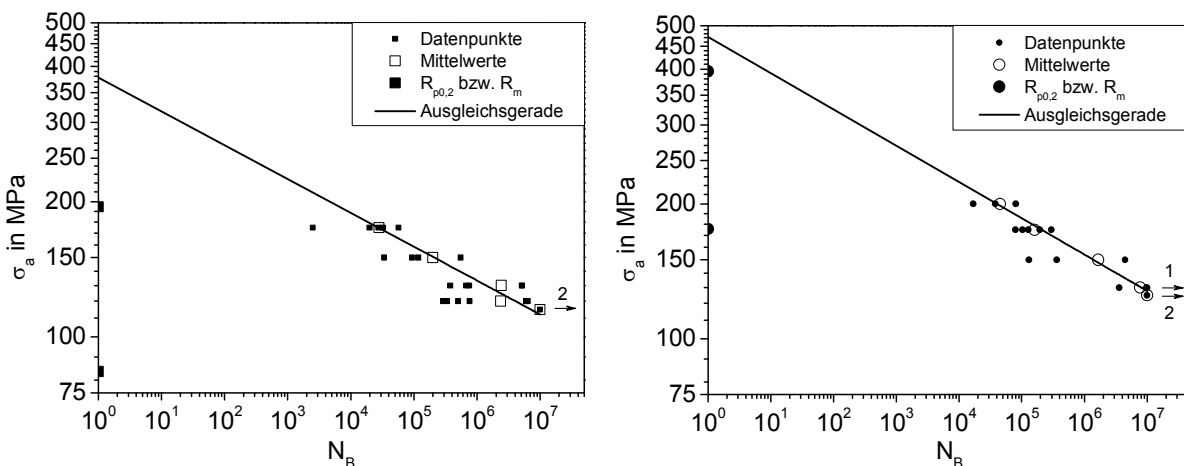 500
450
400
350
300
250
200
150
100
75
σa in MPa
Datenpunkte
Mittelwerte
Rp0,2 bzw. Rm
Ausgleichsgerade
2
10^0 10^1 10^2 10^3 10^4 10^5 10^6 10^7
NB
500
450
400
350
300
250
200
150
100
75
σa in MPa
Datenpunkte
Mittelwerte
Rp0,2 bzw. Rm
Ausgleichsgerade
1
2
10^0 10^1 10^2 10^3 10^4 10^5 10^6 10^7
NB